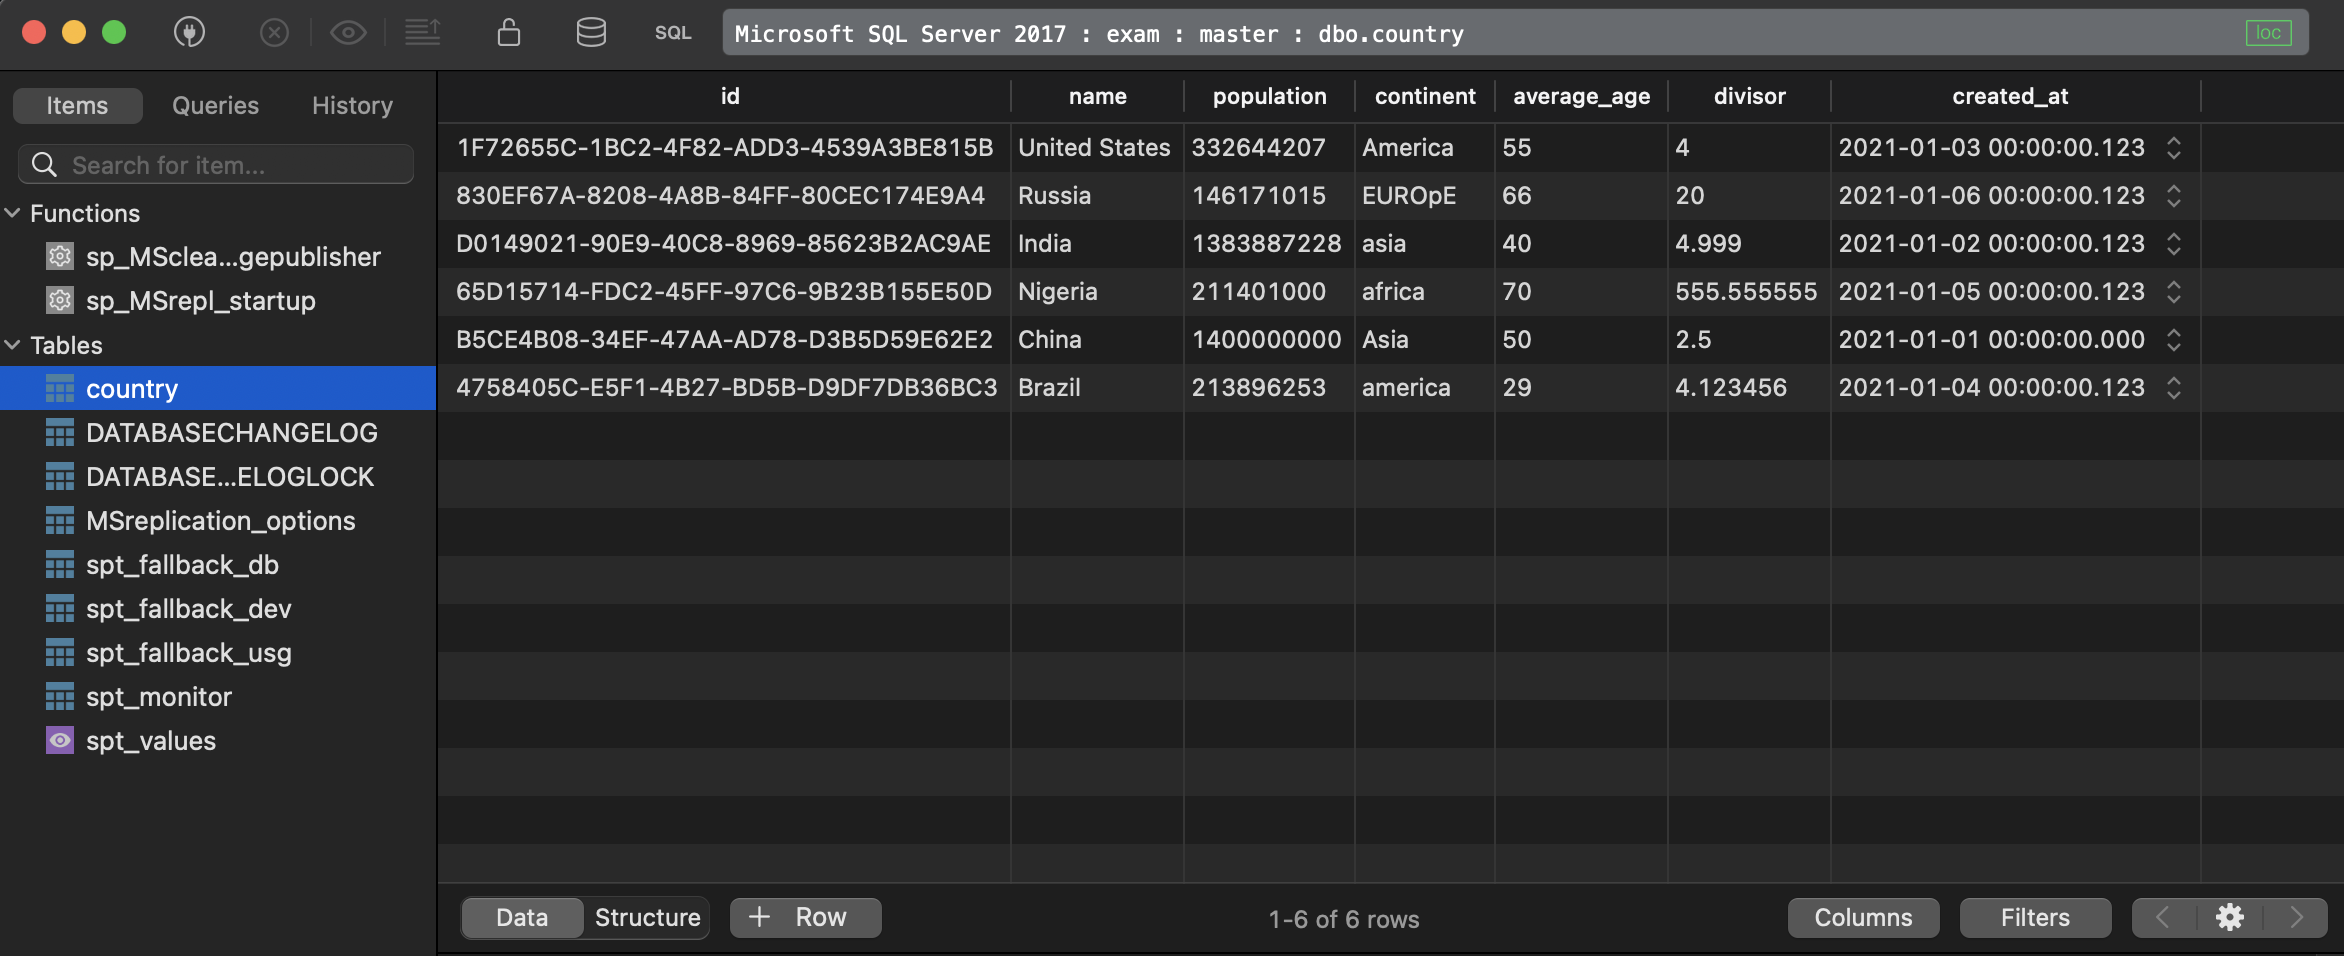 SQL
Microsoft SQL Server 2017 : exam : master : dbo.country
loc
Items Queries History
Search for item...
Functions
sp_MSclea...gepublisher
sp_MSrepl_startup
Tables
country
DATABASECHANGELOG
DATABASE...ELOGLOCK
MSreplication_options
spt_fallback_db
spt_fallback_dev
spt_fallback_usg
spt_monitor
spt_values
id name population continent average_age divisor created_at
1F72655C-1BC2-4F82-ADD3-4539A3BE815B United States 332644207 America 55 4 2021-01-03 00:00:00.123
830EF67A-8208-4A8B-84FF-80CEC174E9A4 Russia 146171015 EUROpE 66 20 2021-01-06 00:00:00.123
D0149021-90E9-40C8-8969-85623B2AC9AE India 1383887228 asia 40 4.999 2021-01-02 00:00:00.123
65D15714-FDC2-45FF-97C6-9B23B155E50D Nigeria 211401000 africa 70 555.555555 2021-01-05 00:00:00.123
B5CE4B08-34EF-47AA-AD78-D3B5D59E62E2 China 1400000000 Asia 50 2.5 2021-01-01 00:00:00.000
4758405C-E5F1-4B27-BD5B-D9DF7DB36BC3 Brazil 213896253 america 29 4.123456 2021-01-04 00:00:00.123
Data Structure + Row 1-6 of 6 rows Columns Filters